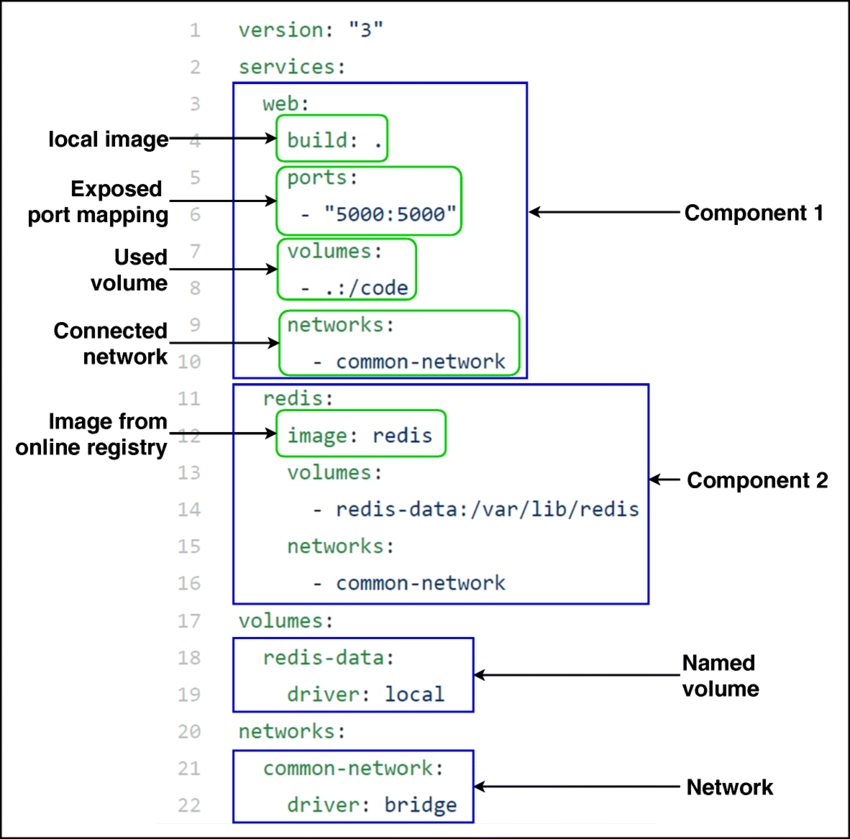 1 version: "3"
2 services:
3 web:
local image
4 build: .
Exposed
port mapping
5 ports:
6 - "5000:5000"
Component 1
Used
volume
7 volumes:
8 - .:/code
Connected
network
9 networks:
10 - common-network
11 redis:
Image from
online registry
12 image: redis
13 volumes:
Component 2
14 - redis-data:/var/lib/redis
15 networks:
16 - common-network
17 volumes:
18 redis-data:
Named
volume
19 driver: local
20 networks:
21 common-network:
Network
22 driver: bridge